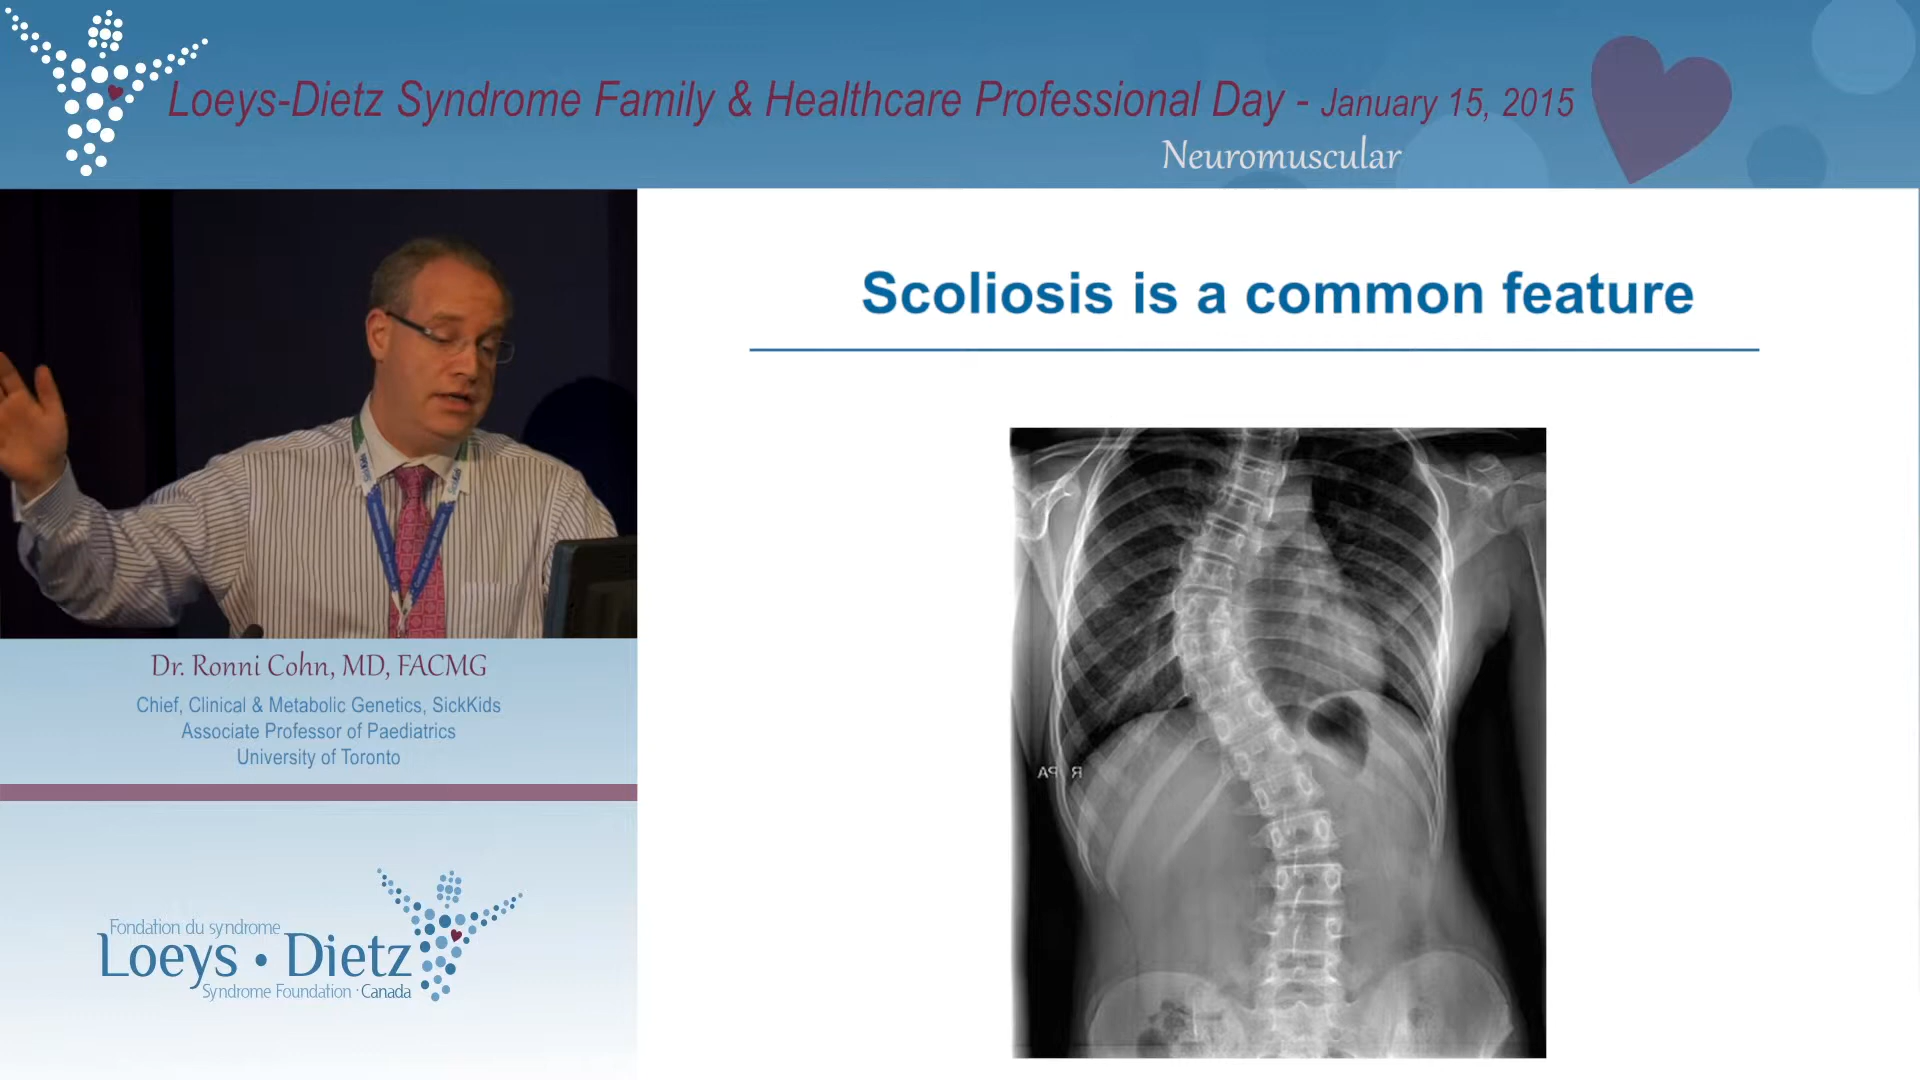 Loeys-Dietz Syndrome Family & Healthcare Professional Day - January 15, 2015
Neuromuscular
Scoliosis is a common feature
R PA
Dr. Ronni Cohn, MD, FACMG
Chief, Clinical & Metabolic Genetics, SickKids
Associate Professor of Paediatrics
University of Toronto
Fondation du syndrome
Loeys • Dietz
Syndrome Foundation · Canada